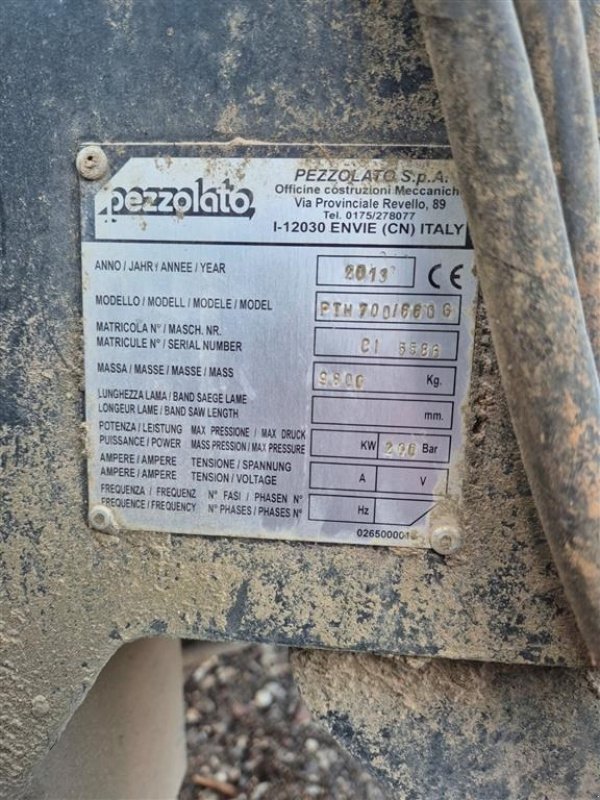 pezzolato
PEZZOLATO S.p.A.
Officine costruzioni Meccanich
Via Provinciale Revello, 89
Tel. 0175/278077
I-12030 ENVIE (CN) ITALY
ANNO / JAHR / ANNEE / YEAR 2013 CE
MODELLO / MODELL / MODELE / MODEL PTH 700/660 G
MATRICOLA N° / MASCH. NR.
MATRICULE N° / SERIAL NUMBER CI
MASSA / MASSE / MASSE / MASS 9.600 Kg.
LUNGHEZZA LAMA / BAND SAEGE LAME
LONGEUR LAME / BAND SAW LENGTH mm.
POTENZA / LEISTUNG MAX PRESSIONE / MAX DRUCK
PUISSANCE / POWER MASS PRESSION / MAX PRESSURE KW Bar
AMPERE / AMPERE TENSIONE / SPANNUNG
AMPERE / AMPERE TENSION / VOLTAGE A V
FREQUENZA / FREQUENZ N° FASI / PHASEN N°
FREQUENCE / FREQUENCY N° PHASES / PHASES N° Hz